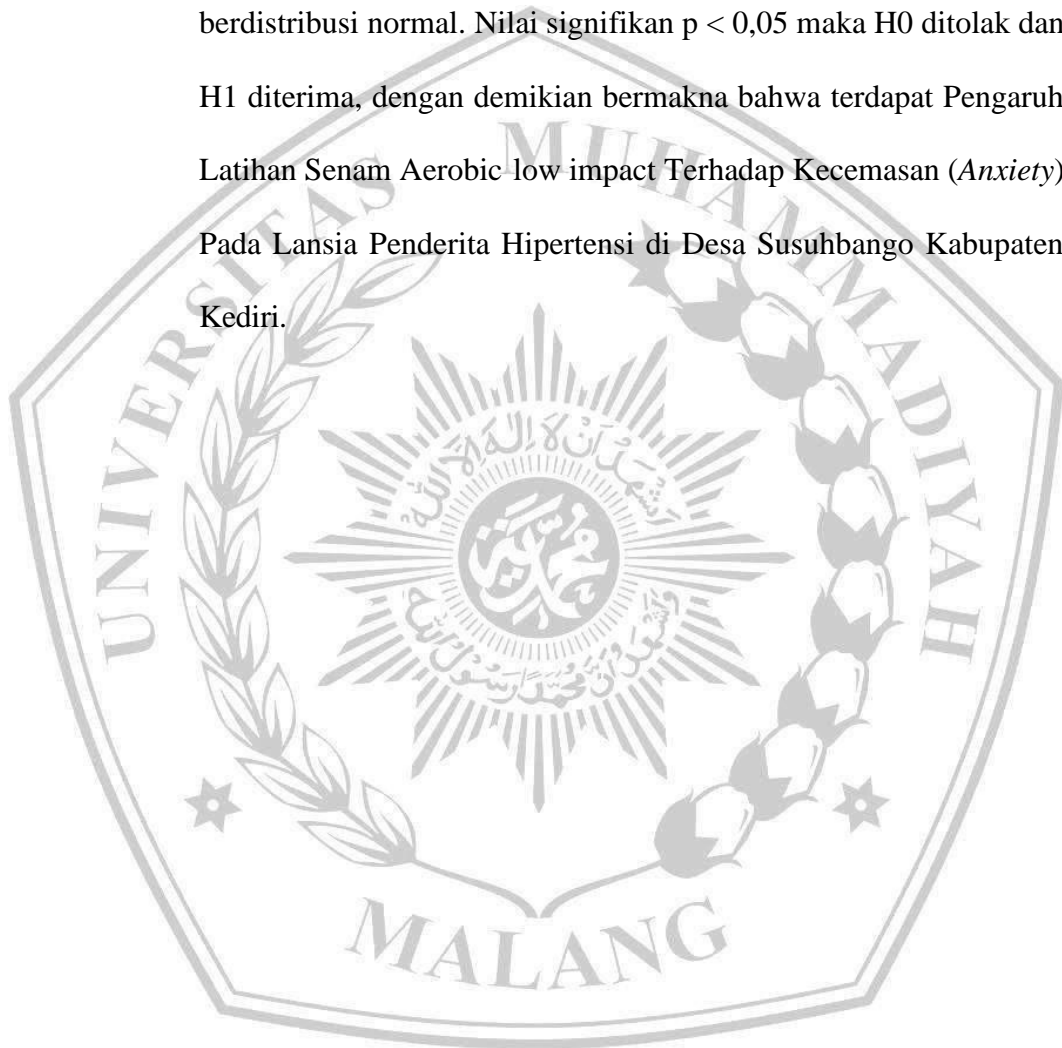 berdistribusi normal. Nilai signifikan p < 0,05 maka H0 ditolak dan
H1 diterima, dengan demikian bermakna bahwa terdapat Pengaruh
Latihan Senam Aerobic low impact Terhadap Kecemasan (Anxiety)
Pada Lansia Penderita Hipertensi di Desa Susuhbango Kabupaten
Kediri.
UNIVERSITAS MUHAMMADIYAH
MALANG